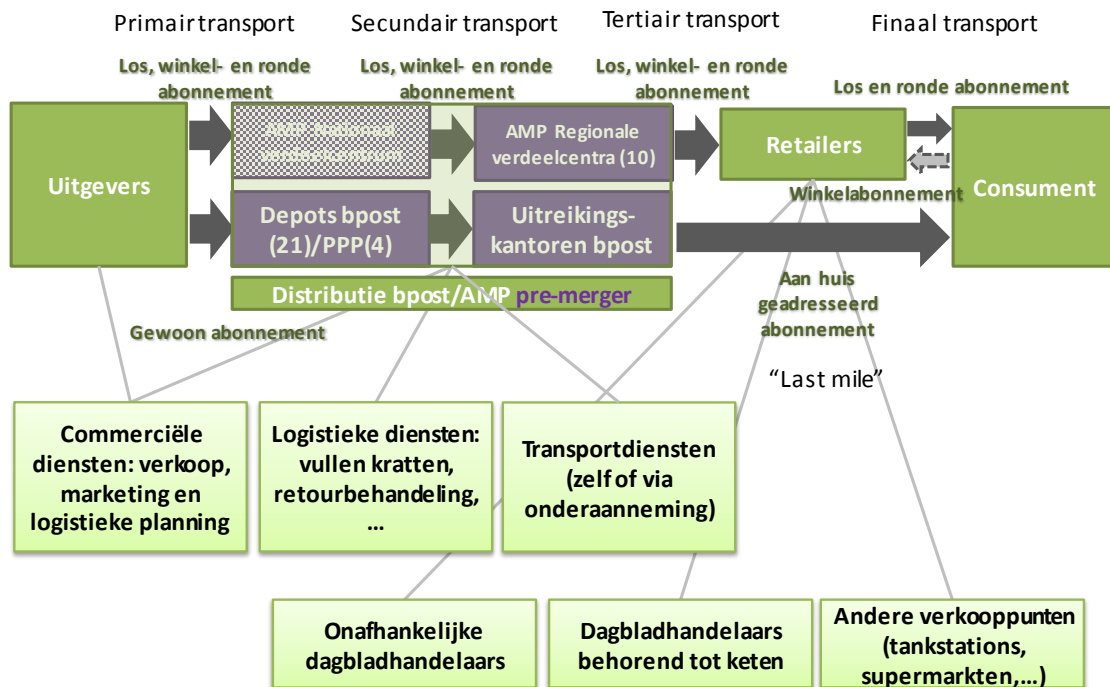 Primair transport
Secundair transport
Tertiair transport
Finaal transport
Los, winkel- en ronde
abonnement
Los, winkel- en ronde
abonnement
Los, winkel- en ronde
abonnement
Los en ronde abonnement
Uitgevers
AMP Nationaal
verdeelcentrum
AMP Regionale
verdeelcentra (10)
Retailers
Consument
Winkelabonnement
Depots bpost
(21)/PPP(4)
Uitreikings-
kantoren bpost
Distributie bpost/AMP pre-merger
Gewoon abonnement
Aan huis
geadresseerd
abonnement
“Last mile”
Commerciële
diensten: verkoop,
marketing en
logistieke planning
Logistieke diensten:
vullen kratten,
retourbehandeling,
…
Transportdiensten
(zelf of via
onderaanneming)
Onafhankelijke
dagbladhandelaars
Dagbladhandelaars
behorend tot keten
Andere verkooppunten
(tankstations,
supermarkten,…)